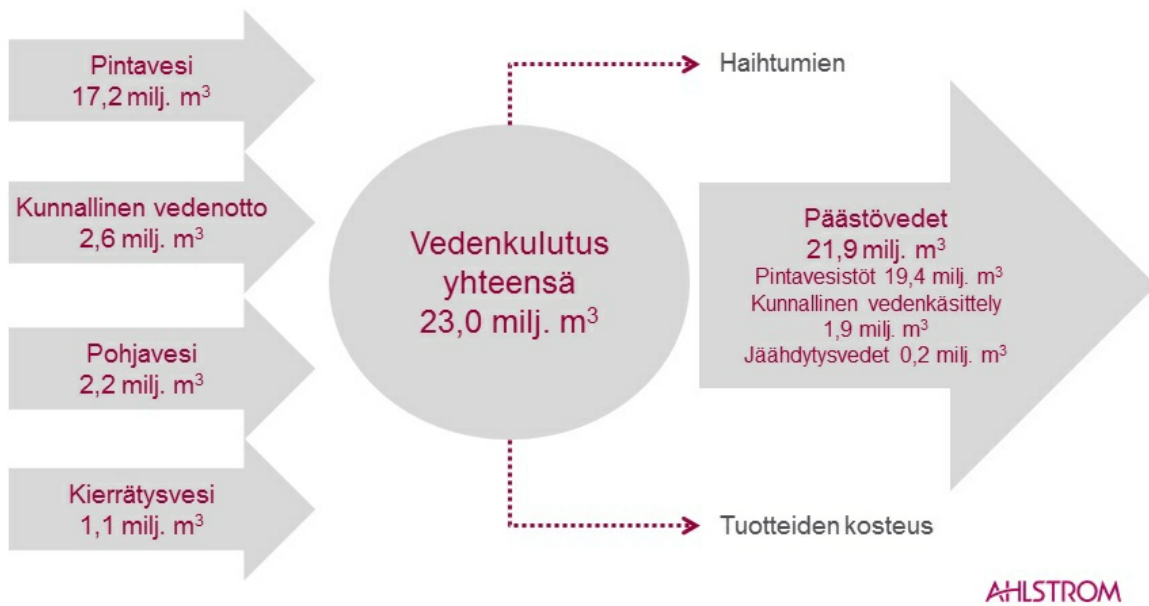 Pintavesi
17,2 milj. m³
Kunnallinen vedenotto
2,6 milj. m³
Pohjavesi
2,2 milj. m³
Kierrätysvesi
1,1 milj. m³
Haihtumien
Vedenkulutus
yhteensä
23,0 milj. m³
Tuotteiden kosteus
Päästövedet
21,9 milj. m³
Pintavesistöt 19,4 milj. m³
Kunnallinen vedenkäsittely
1,9 milj. m³
Jäähdytysvedet 0,2 milj. m³
AHLSTROM